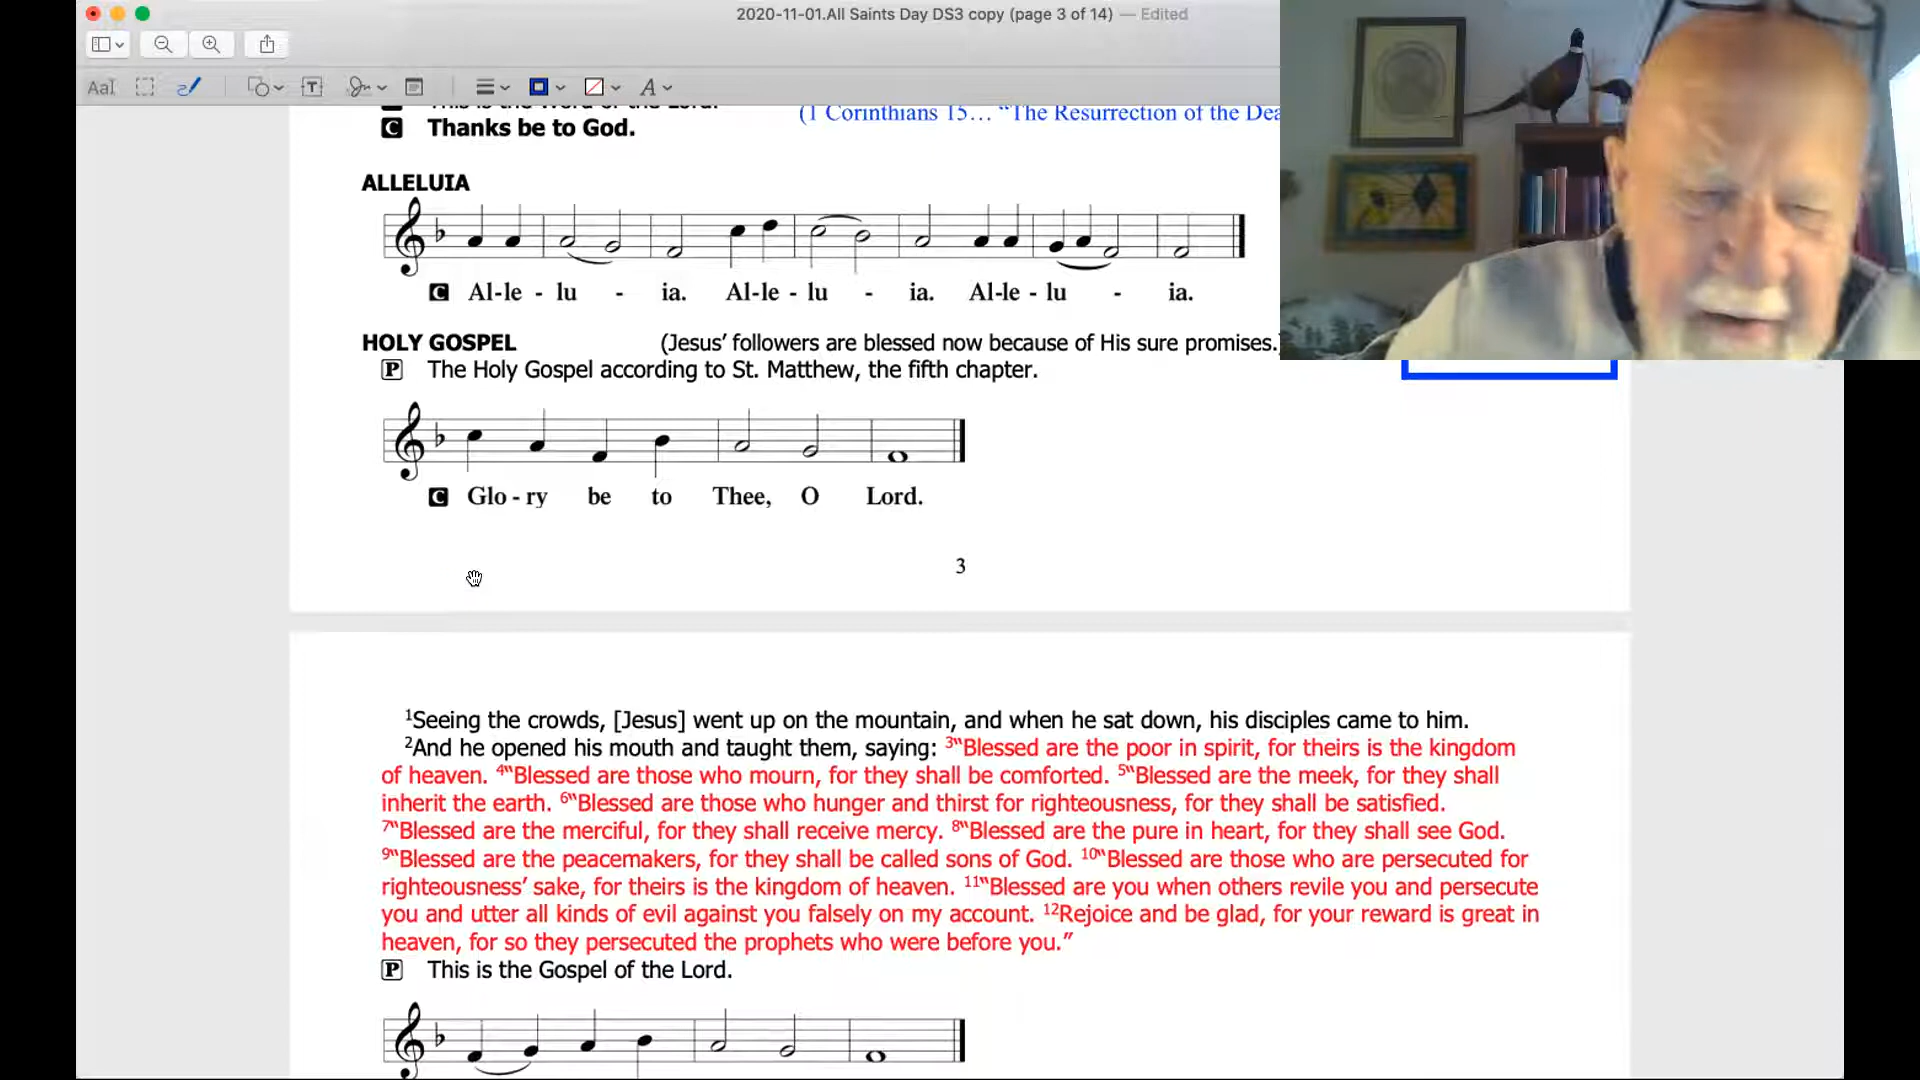 2020-11-01.All Saints Day DS3 copy (page 3 of 14) — Edited
AaI T A
This is the Word of the Lord.
C Thanks be to God. (1 Corinthians 15… “The Resurrection of the Dea
ALLELUIA
C Al-le - lu - ia. Al-le - lu - ia. Al-le - lu - ia.
HOLY GOSPEL (Jesus’ followers are blessed now because of His sure promises.
P The Holy Gospel according to St. Matthew, the fifth chapter.
C Glo - ry be to Thee, O Lord.
3
1Seeing the crowds, [Jesus] went up on the mountain, and when he sat down, his disciples came to him.
2And he opened his mouth and taught them, saying: 3“Blessed are the poor in spirit, for theirs is the kingdom
of heaven. 4“Blessed are those who mourn, for they shall be comforted. 5“Blessed are the meek, for they shall
inherit the earth. 6“Blessed are those who hunger and thirst for righteousness, for they shall be satisfied.
7“Blessed are the merciful, for they shall receive mercy. 8“Blessed are the pure in heart, for they shall see God.
9“Blessed are the peacemakers, for they shall be called sons of God. 10“Blessed are those who are persecuted for
righteousness’ sake, for theirs is the kingdom of heaven. 11“Blessed are you when others revile you and persecute
you and utter all kinds of evil against you falsely on my account. 12Rejoice and be glad, for your reward is great in
heaven, for so they persecuted the prophets who were before you.”
P This is the Gospel of the Lord.